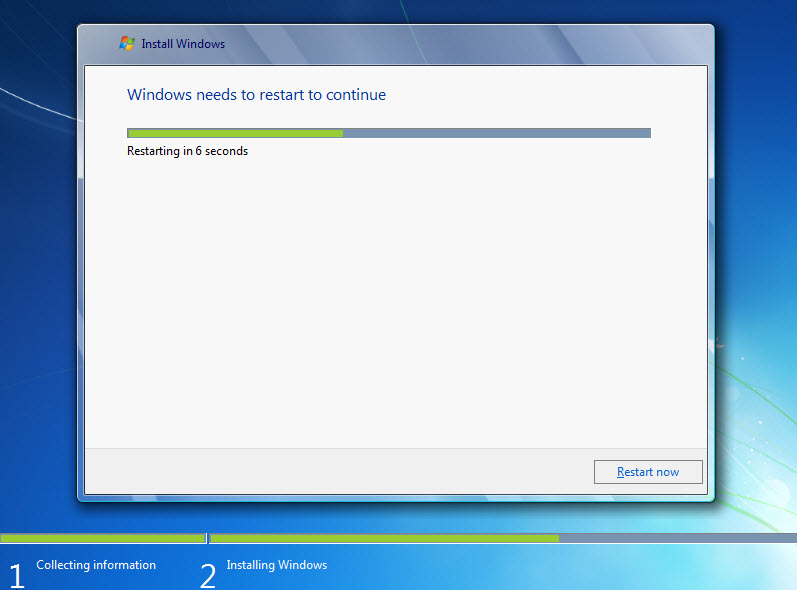 Install Windows
Windows needs to restart to continue
Restarting in 6 seconds
Restart now
1 Collecting information
2 Installing Windows